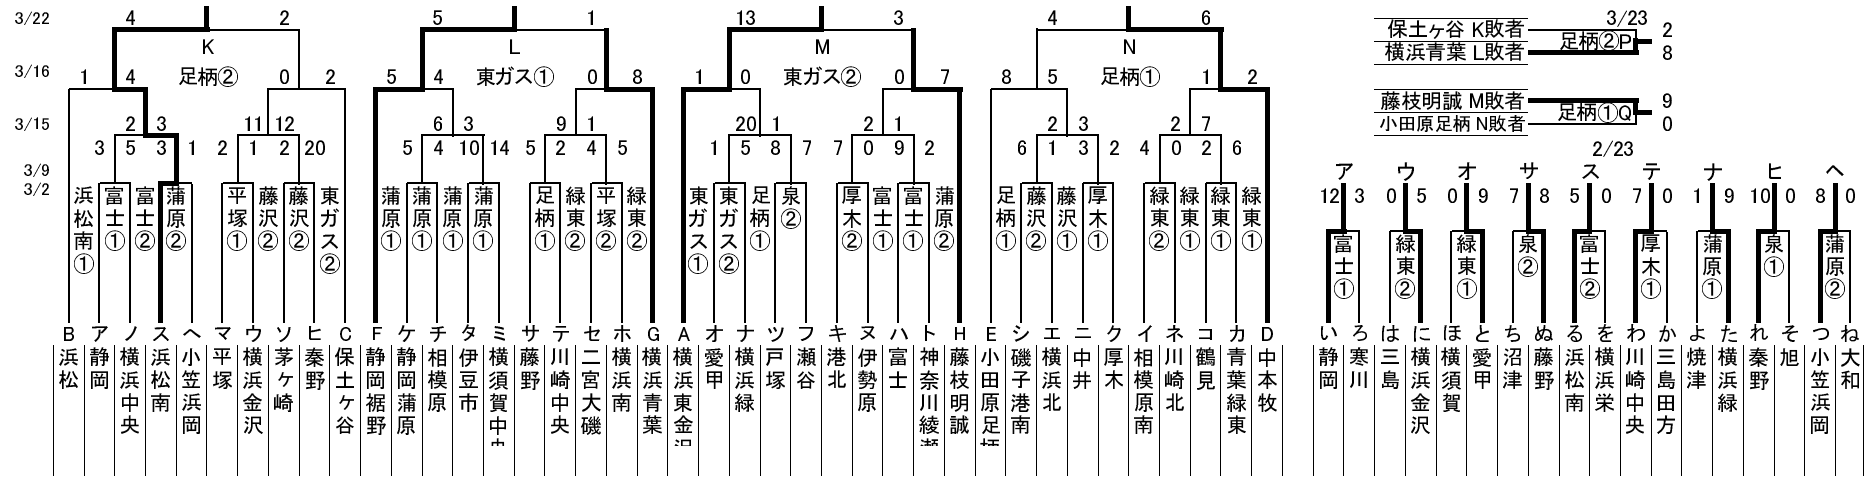 3/22 4 2 5 1 13 3 4 6
K L M N
3/16 1 4 足柄② 0 2 5 4 東ガス① 0 8 1 0 東ガス② 0 7 8 5 足柄① 1 2
3/15 2 3 11 12 6 3 9 1 20 1 2 1 2 3 2 7
3 5 3 1 2 1 2 20 5 4 10 14 5 2 4 5 1 5 8 7 7 0 9 2 6 1 3 2 4 0 2 6
3/9
3/2
浜松南① 富士① 富士② 蒲原② 平塚① 藤沢② 藤沢② 東ガス② 蒲原① 蒲原① 蒲原① 蒲原① 足柄① 緑東② 平塚② 緑東② 東ガス① 東ガス② 足柄① 泉② 厚木② 富士① 富士① 蒲原② 足柄① 藤沢② 藤沢① 厚木① 緑東② 緑東① 緑東① 緑東①
B ア ノ ス ヘ マ ウ ソ ヒ C F ケ チ タ ミ サ テ セ ホ G A オ ナ ツ フ キ ヌ ハ ト H E シ エ ニ ク イ ネ コ カ D
浜松
静岡
横浜中央
浜松南
小笠浜岡
平塚
横浜金沢
茅ヶ崎
秦野
保土ヶ谷
静岡裾野
静岡蒲原
相模原
伊豆市
横須賀中央
藤野
川崎中央
二宮大磯
横浜南
横浜青葉
横浜東金沢
愛甲
横浜緑
戸塚
瀬谷
港北
伊勢原
富士
神奈川綾瀬
藤枝明誠
小田原足柄
磯子港南
横浜北
中井
厚木
相模原南
川崎北
鶴見
青葉緑東
中本牧
3/23
保土ヶ谷 K敗者 2
足柄②P
横浜青葉 L敗者 8
藤枝明誠 M敗者 9
足柄①Q
小田原足柄 N敗者 0
2/23
ア ウ オ サ ス テ ナ ヒ ヘ
12 3 0 5 0 9 7 8 5 0 7 0 1 9 10 0 8 0
富士① 緑東② 緑東① 泉② 富士② 厚木① 蒲原① 泉① 蒲原②
い ろ は に ほ と ち ぬ る を わ か よ た れ そ つ ね
静岡
寒川
三島
横浜金沢
横須賀
愛甲
沼津
藤野
浜松南
横浜栄
川崎中央
三島田方
焼津
横浜緑
秦野
旭
小笠浜岡
大和